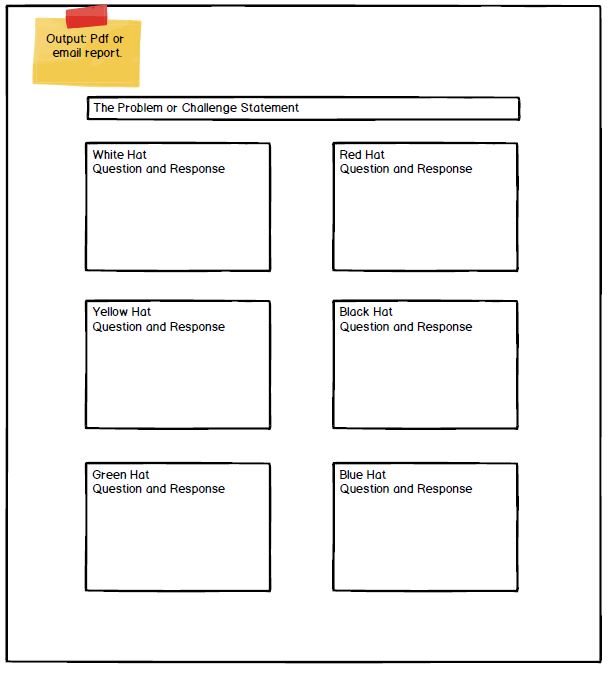 Output: Pdf or
email report.
The Problem or Challenge Statement
White Hat
Question and Response
Red Hat
Question and Response
Yellow Hat
Question and Response
Black Hat
Question and Response
Green Hat
Question and Response
Blue Hat
Question and Response